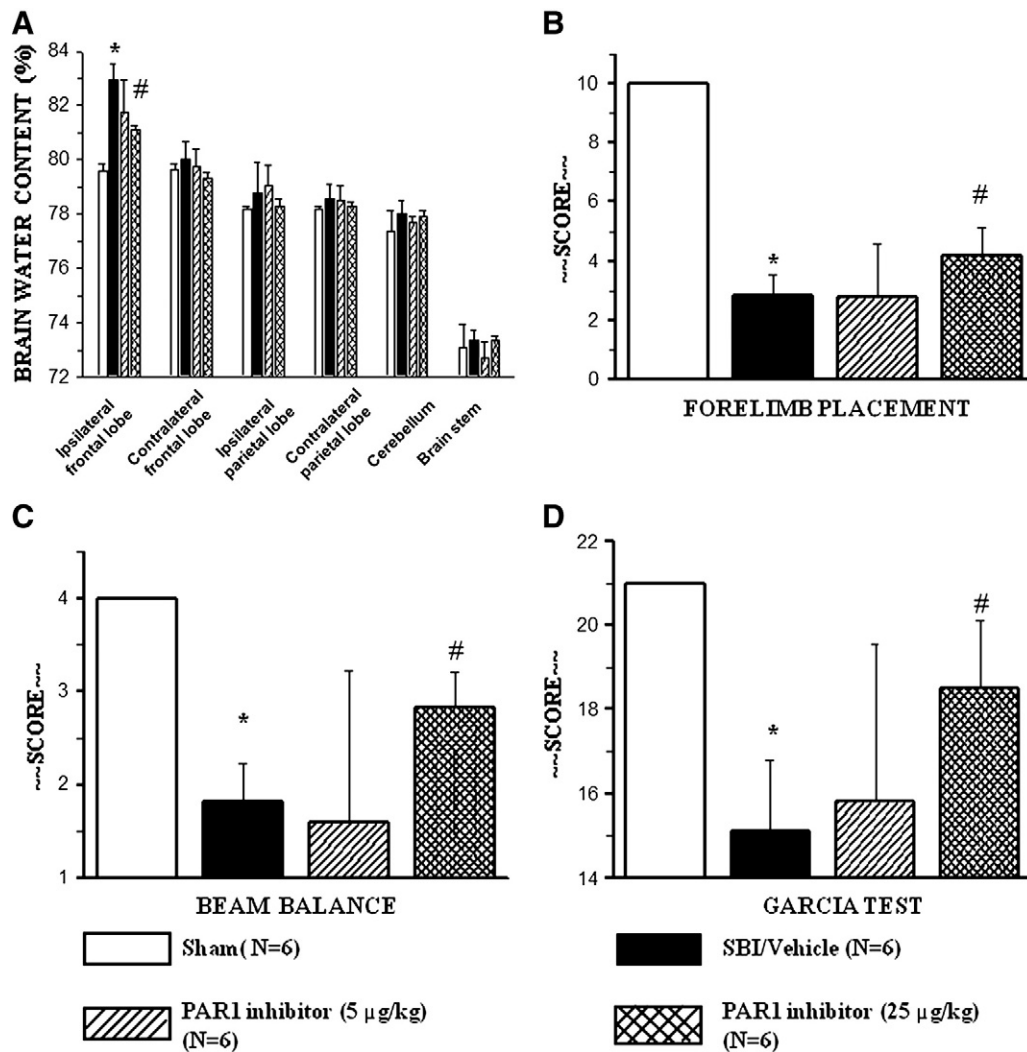 A
BRAIN WATER CONTENT (%)
84
82
80
78
76
73
72
*
#
Ipsilateral
frontal lobe
Contralateral
frontal lobe
Ipsilateral
parietal lobe
Contralateral
parietal lobe
Cerebellum
Brain stem
B
~~SCORE~~
10
8
6
4
2
0
*
#
FORELIMB PLACEMENT
C
~~SCORE~~
4
3
2
1
*
#
BEAM BALANCE
D
~~SCORE~~
22
20
18
16
14
*
#
GARCIA TEST
Sham( N=6)
SBI/Vehicle (N=6)
PAR1 inhibitor (5 µg/kg)
(N=6)
PAR1 inhibitor (25 µg/kg)
(N=6)